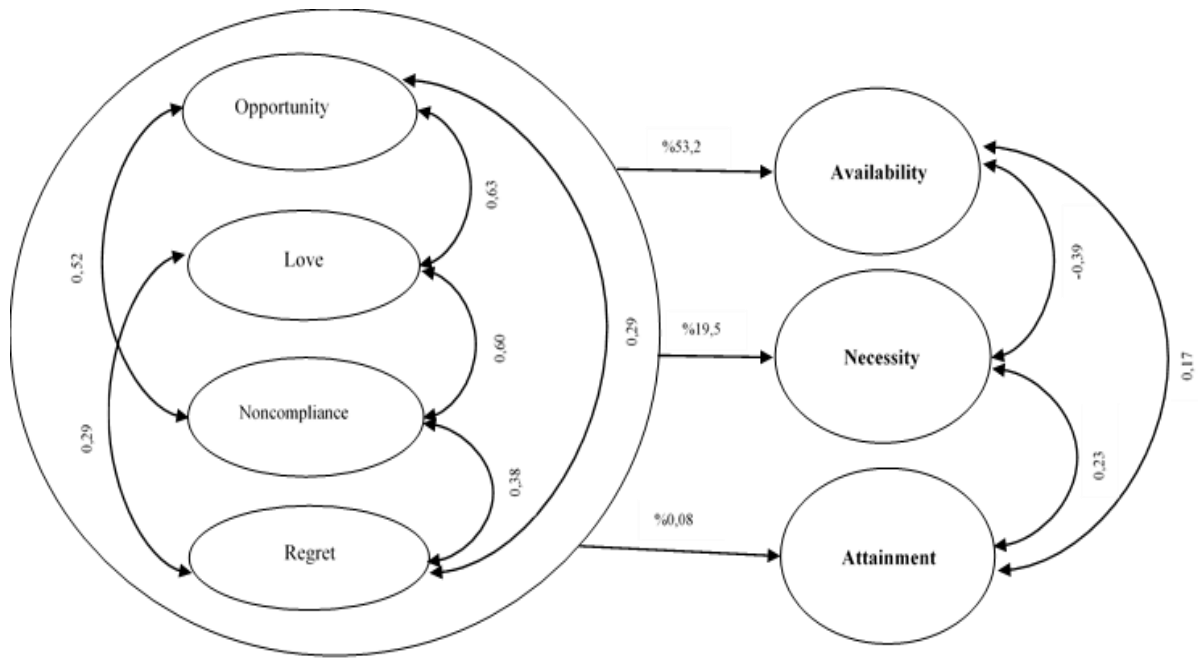 Opportunity
Love
Noncompliance
Regret
0,52
0,29
0,63
0,60
0,38
0,29
%53,2
%19,5
%0,08
Availability
Necessity
Attainment
-0,39
0,23
0,17